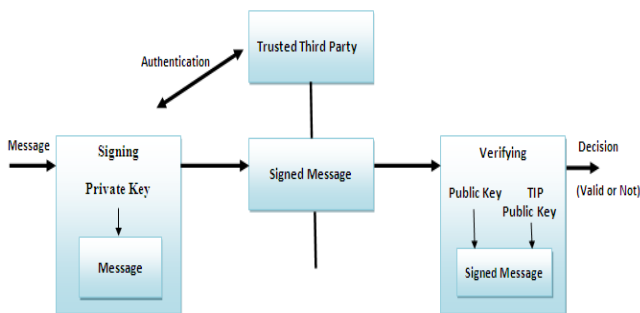 Trusted Third Party
Authentication
Message
Signing
Private Key
Message
Signed Message
Verifying
Public Key
TIP
Public Key
Signed Message
Decision
(Valid or Not)